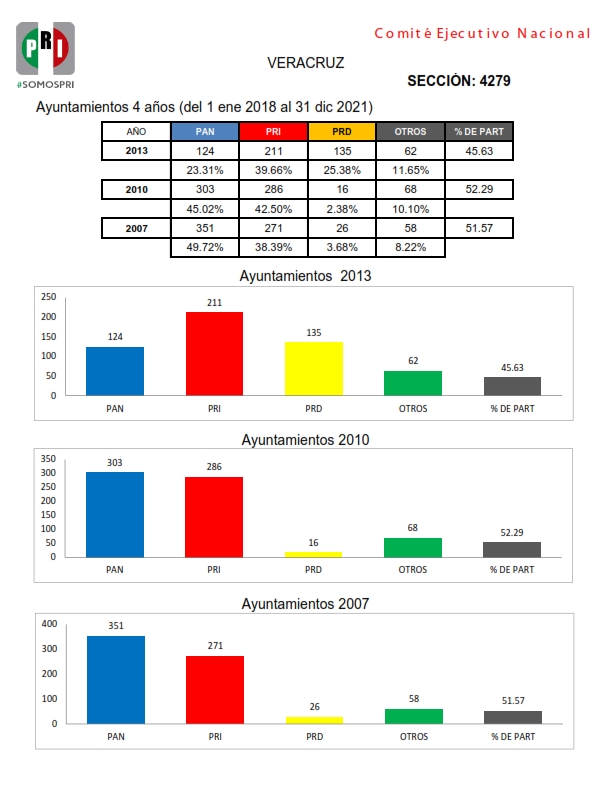 Comité Ejecutivo Nacional
PRI
#SOMOSPRI
VERACRUZ
SECCIÓN: 4279
Ayuntamientos 4 años (del 1 ene 2018 al 31 dic 2021)
AÑO PAN PRI PRD OTROS % DE PART
2013 124 211 135 62 45.63
23.31% 39.66% 25.38% 11.65%
2010 303 286 16 68 52.29
45.02% 42.50% 2.38% 10.10%
2007 351 271 26 58 51.57
49.72% 38.39% 3.68% 8.22%
Ayuntamientos 2013
250
200
150
100
50
0
124 211 135 62 45.63
PAN PRI PRD OTROS % DE PART
Ayuntamientos 2010
350
300
250
200
150
100
50
0
303 286 16 68 52.29
PAN PRI PRD OTROS % DE PART
Ayuntamientos 2007
400
300
200
100
0
351 271 26 58 51.57
PAN PRI PRD OTROS % DE PART